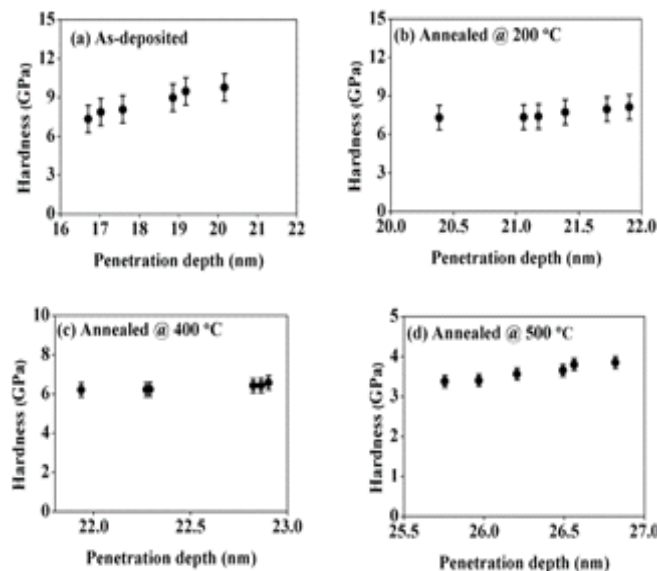 (a) As-deposited
Hardness (GPa)
15
12
9
6
3
0
16 17 18 19 20 21 22
Penetration depth (nm)
(b) Annealed @ 200 °C
Hardness (GPa)
15
12
9
6
3
0
20.0 20.5 21.0 21.5 22.0
Penetration depth (nm)
(c) Annealed @ 400 °C
Hardness (GPa)
10
8
6
4
2
0
22.0 22.5 23.0
Penetration depth (nm)
(d) Annealed @ 500 °C
Hardness (GPa)
5
4
3
2
1
0
25.5 26.0 26.5 27.0
Penetration depth (nm)